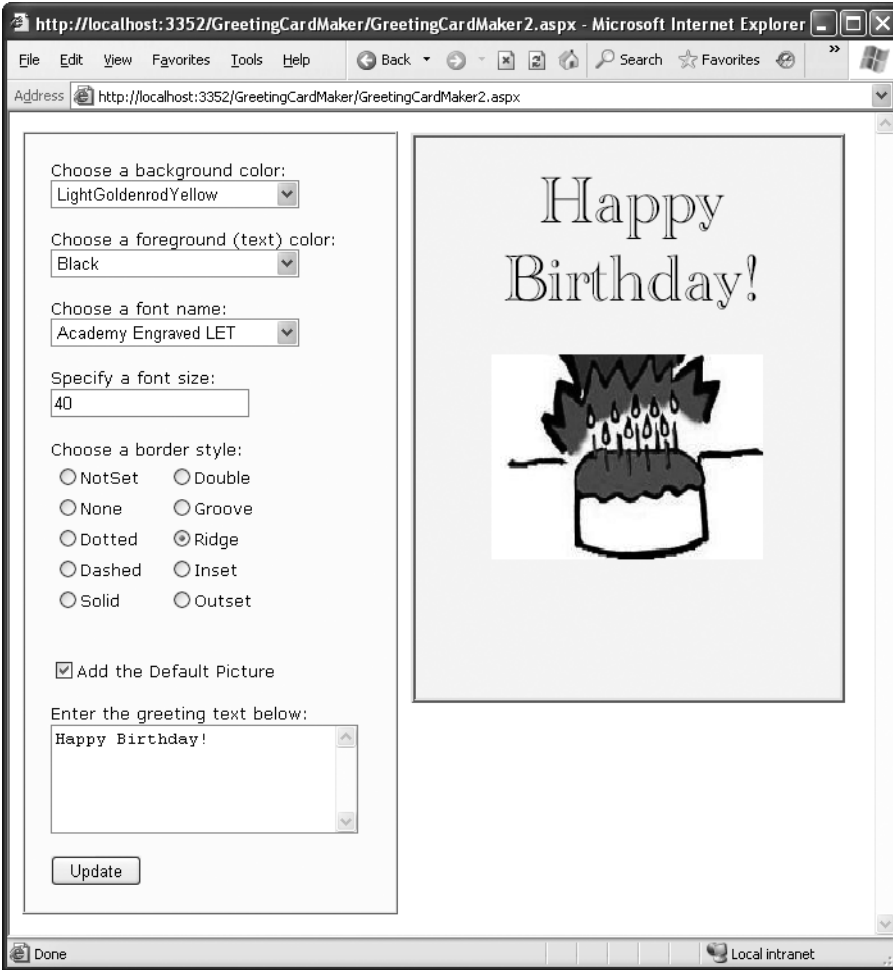 http://localhost:3352/GreetingCardMaker/GreetingCardMaker2.aspx - Microsoft Internet Explorer
File Edit View Favorites Tools Help Back Search Favorites »
Address http://localhost:3352/GreetingCardMaker/GreetingCardMaker2.aspx
Choose a background color:
LightGoldenrodYellow
Choose a foreground (text) color:
Black
Choose a font name:
Academy Engraved LET
Specify a font size:
40
Choose a border style:
NotSet Double
None Groove
Dotted Ridge
Dashed Inset
Solid Outset
Add the Default Picture
Enter the greeting text below:
Happy Birthday!
Update
Happy
Birthday!
Done Local intranet